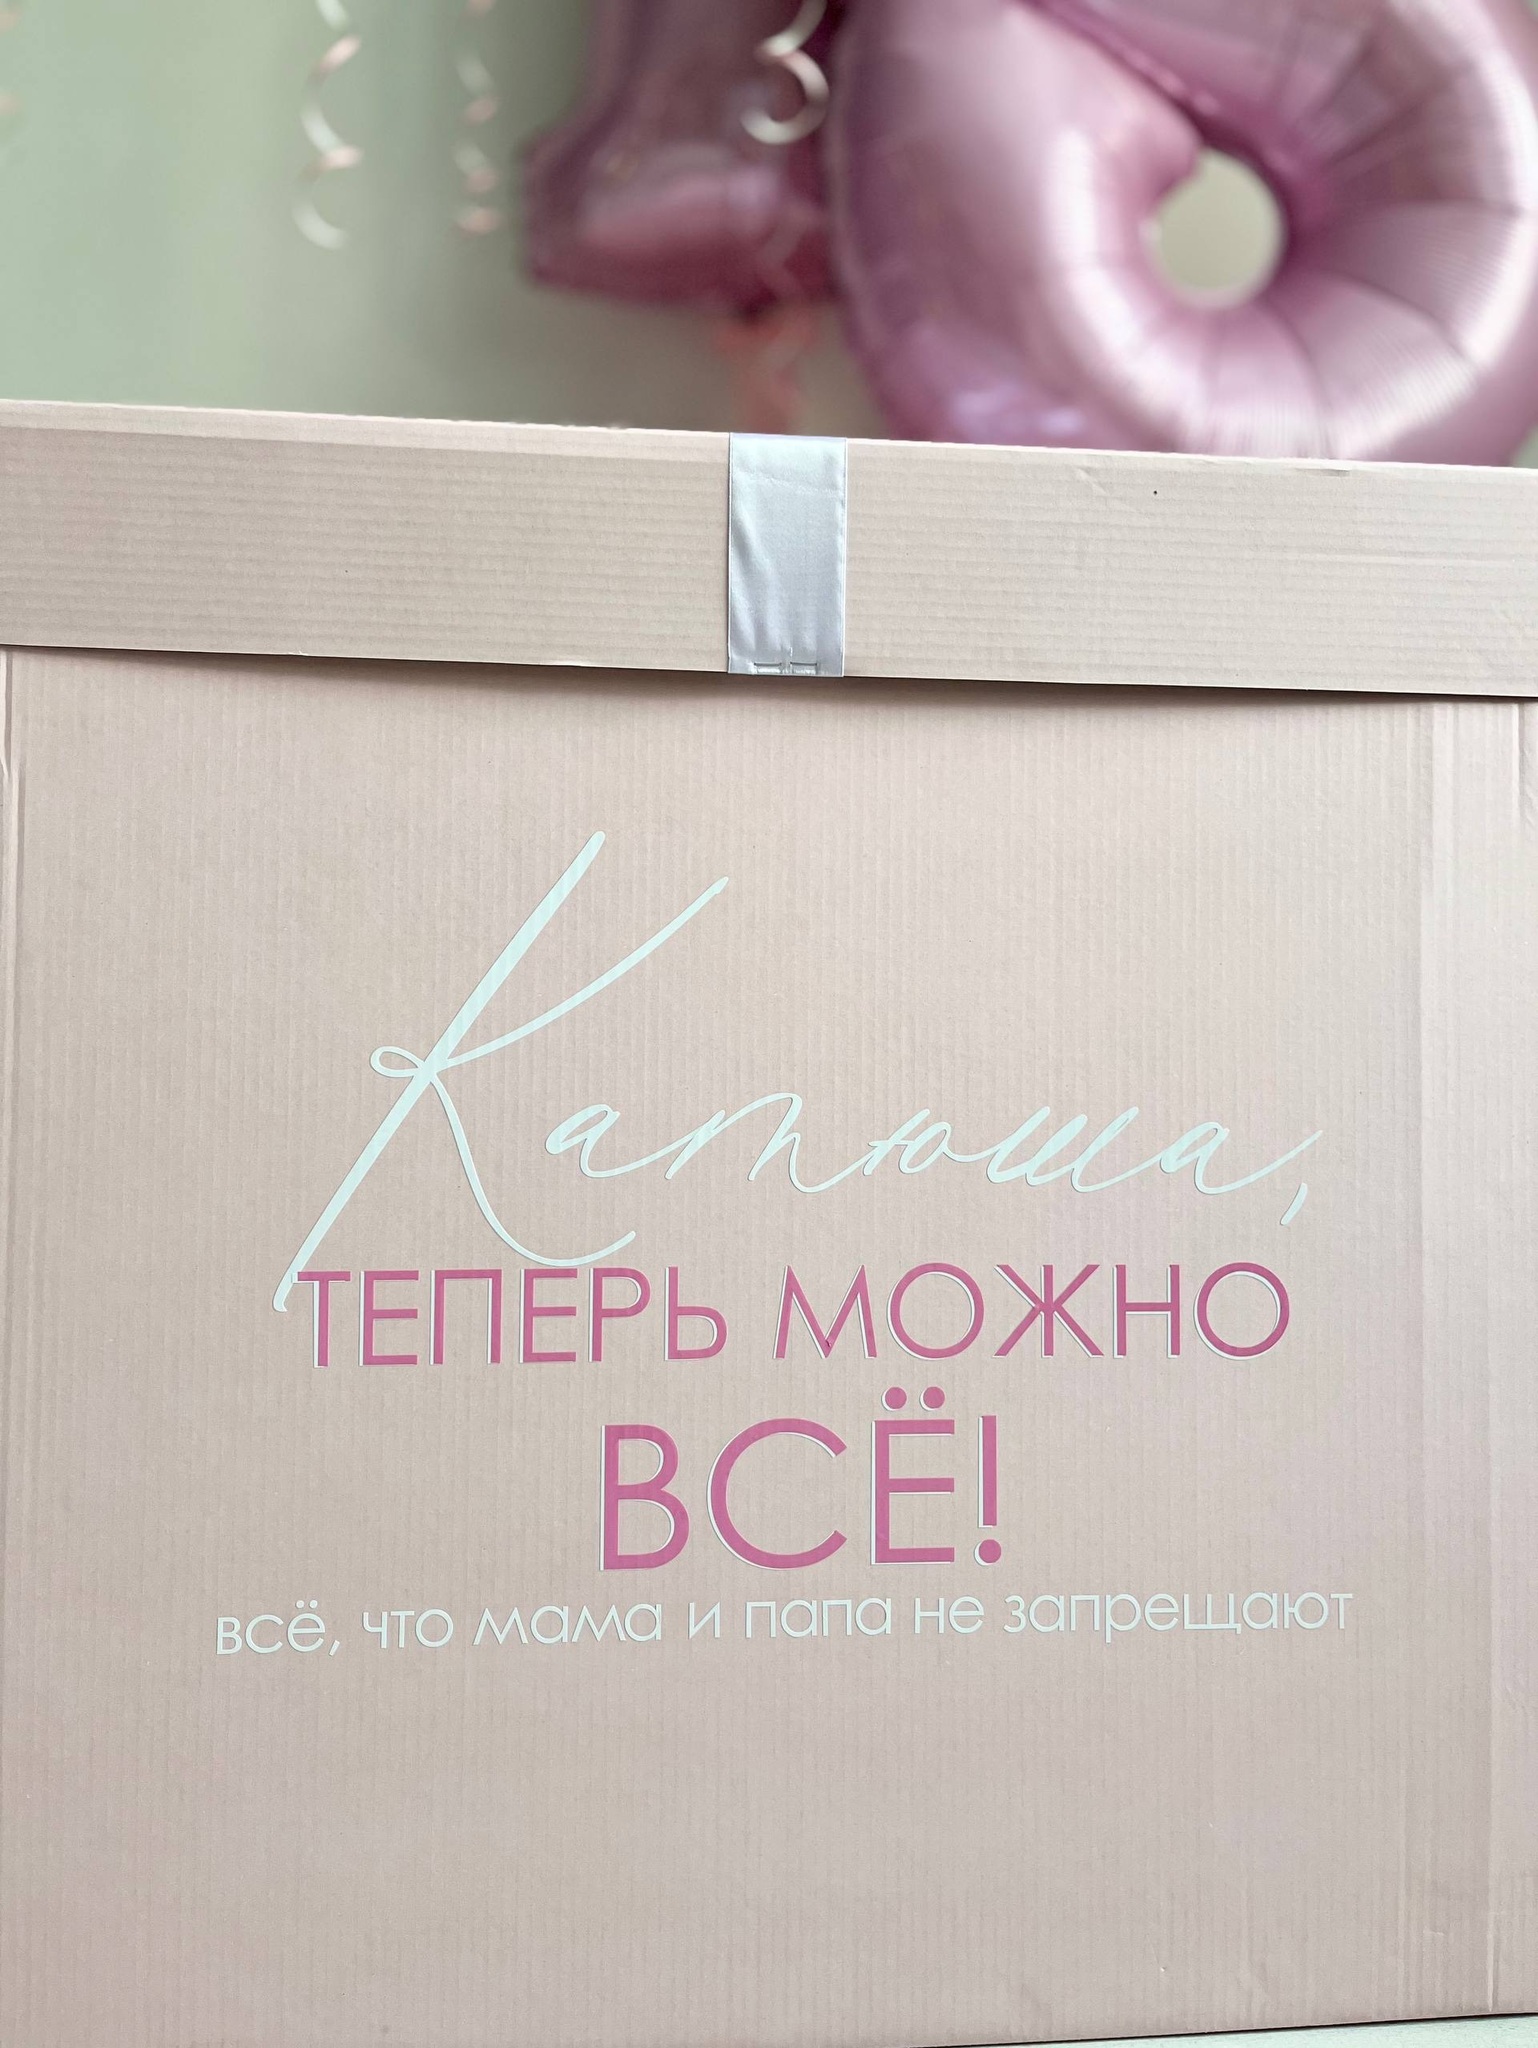 Катюша,
ТЕПЕРЬ МОЖНО
ВСЁ!
всё, что мама и папа не запрещают